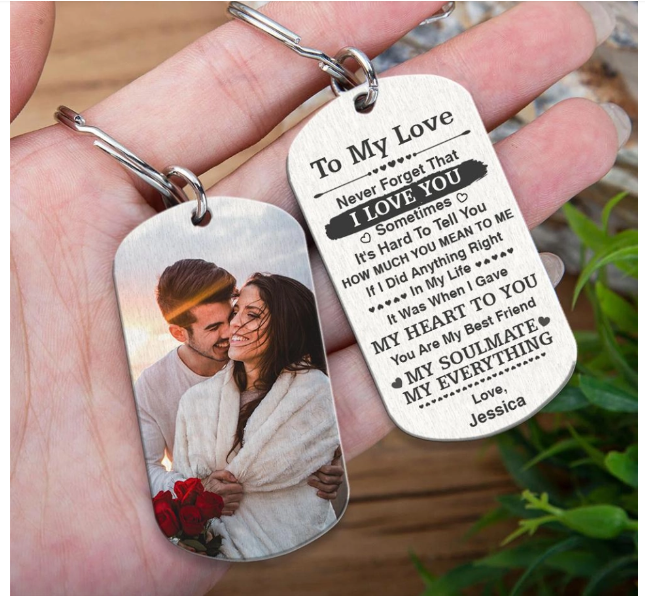 To My Love
Never Forget That
I LOVE YOU
Sometimes
It's Hard To Tell You
HOW MUCH YOU MEAN TO ME
If I Did Anything Right
In My Life
It Was When I Gave
MY HEART TO YOU
You Are My Best Friend
MY SOULMATE
MY EVERYTHING
Love,
Jessica